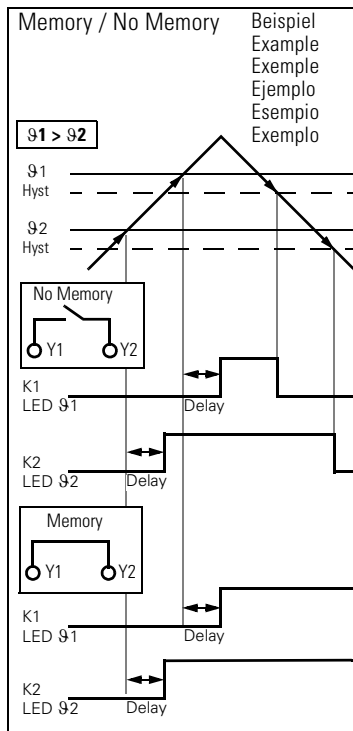 Memory / No Memory
Beispiel
Example
Exemple
Ejemplo
Esempio
Exemplo
ϑ1 > ϑ2
ϑ1
Hyst
ϑ2
Hyst
No Memory
Y1 Y2
K1
LED ϑ1
Delay
K2
LED ϑ2
Delay
Memory
Y1 Y2
K1
LED ϑ1
Delay
K2
LED ϑ2
Delay